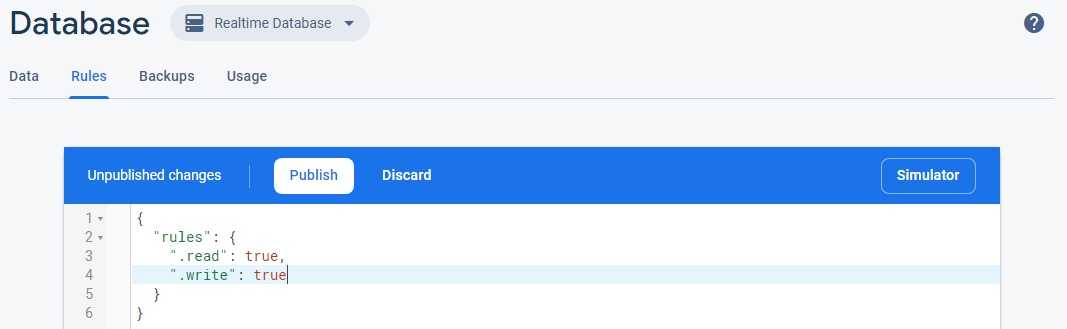 Database Realtime Database
Data Rules Backups Usage
Unpublished changes Publish Discard Simulator
1 {
2 "rules": {
3 ".read": true,
4 ".write": true
5 }
6 }